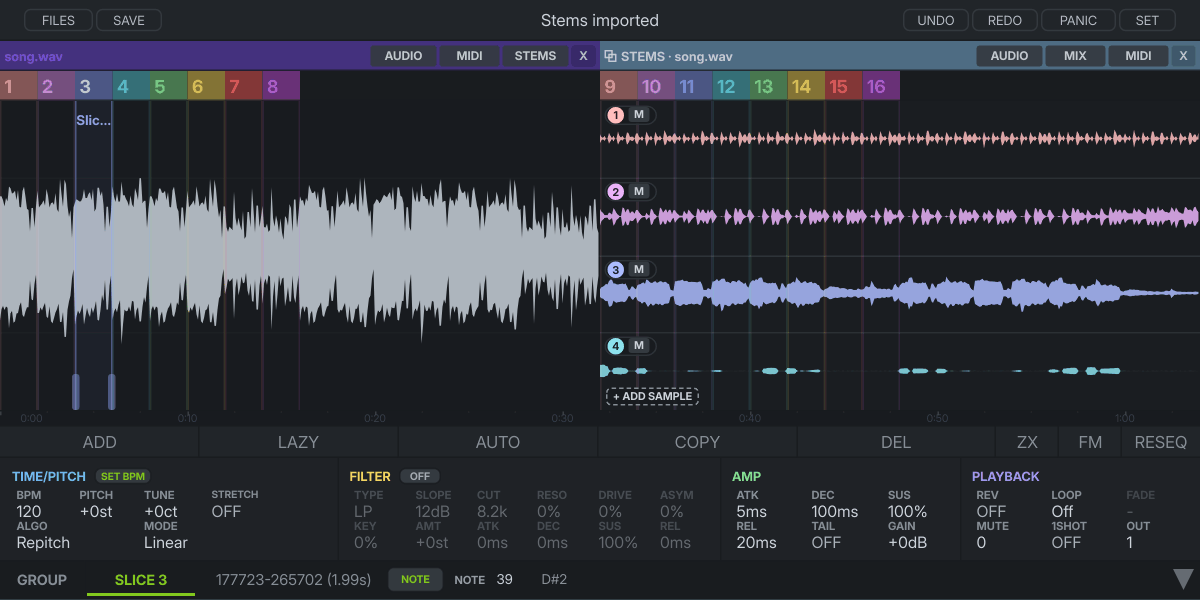 FILES SAVE Stems imported UNDO REDO PANIC SET
song.wav AUDIO MIDI STEMS X STEMS · song.wav AUDIO MIX MIDI X
1 2 3 4 5 6 7 8 9 10 11 12 13 14 15 16
Slic...
1 M
2 M
3 M
4 M
+ ADD SAMPLE
0:00 0:10 0:20 0:30 0:40 0:50 1:00
ADD LAZY AUTO COPY DEL ZX FM RESEQ
TIME/PITCH SET BPM FILTER OFF AMP PLAYBACK
BPM PITCH TUNE STRETCH TYPE SLOPE CUT RESO DRIVE ASYM ATK DEC SUS REV LOOP FADE
120 +0st +0ct OFF LP 12dB 8.2k 0% 0% 0% 5ms 100ms 100% OFF Off -
ALGO MODE KEY AMT ATK DEC SUS REL REL TAIL GAIN MUTE 1SHOT OUT
Repitch Linear 0% +0st 0ms 0ms 100% 0ms 20ms OFF +0dB 0 OFF 1
GROUP SLICE 3 177723-265702 (1.99s) NOTE NOTE 39 D#2